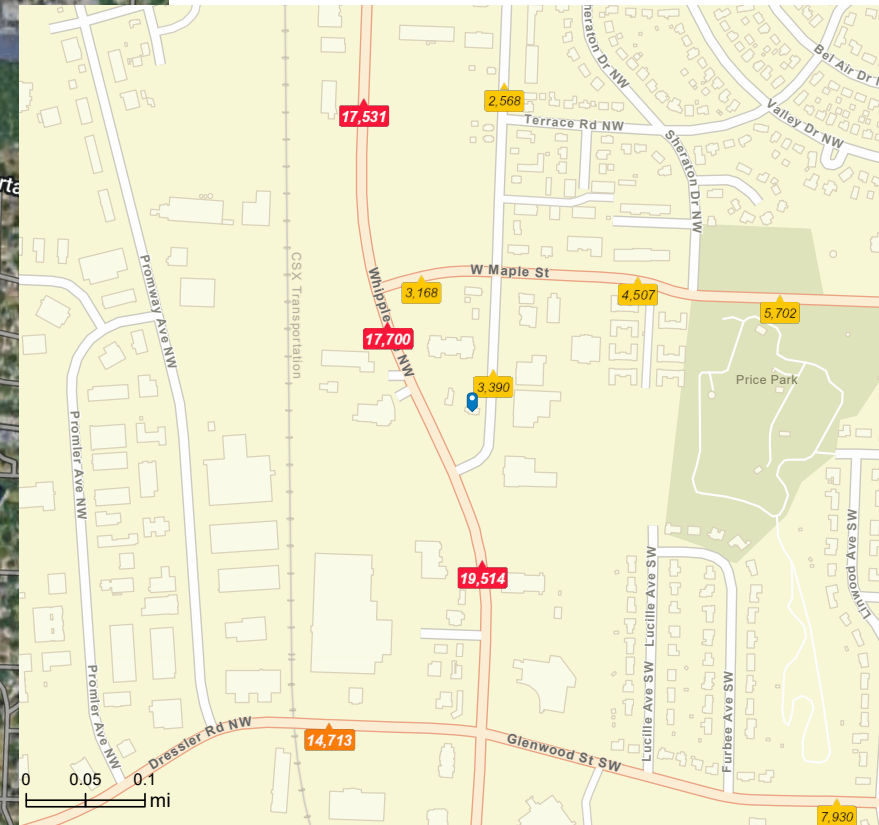 Sheraton Dr NW
Bel Air Dr
2,568
17,531
Terrace Rd NW
Valley Dr NW
Sheraton Dr NW
rta
Promway Ave NW
CSX Transportation
Whipple
NW
W Maple St
3,168
4,507
5,702
17,700
Price Park
3,390
Promler Ave NW
Lucille Ave SW
Linwood Ave SW
19,514
Promler Ave NW
Lucille Ave SW
Furbee Ave SW
Dressler Rd NW
14,713
Glenwood St SW
0 0.05 0.1
mi
7,930